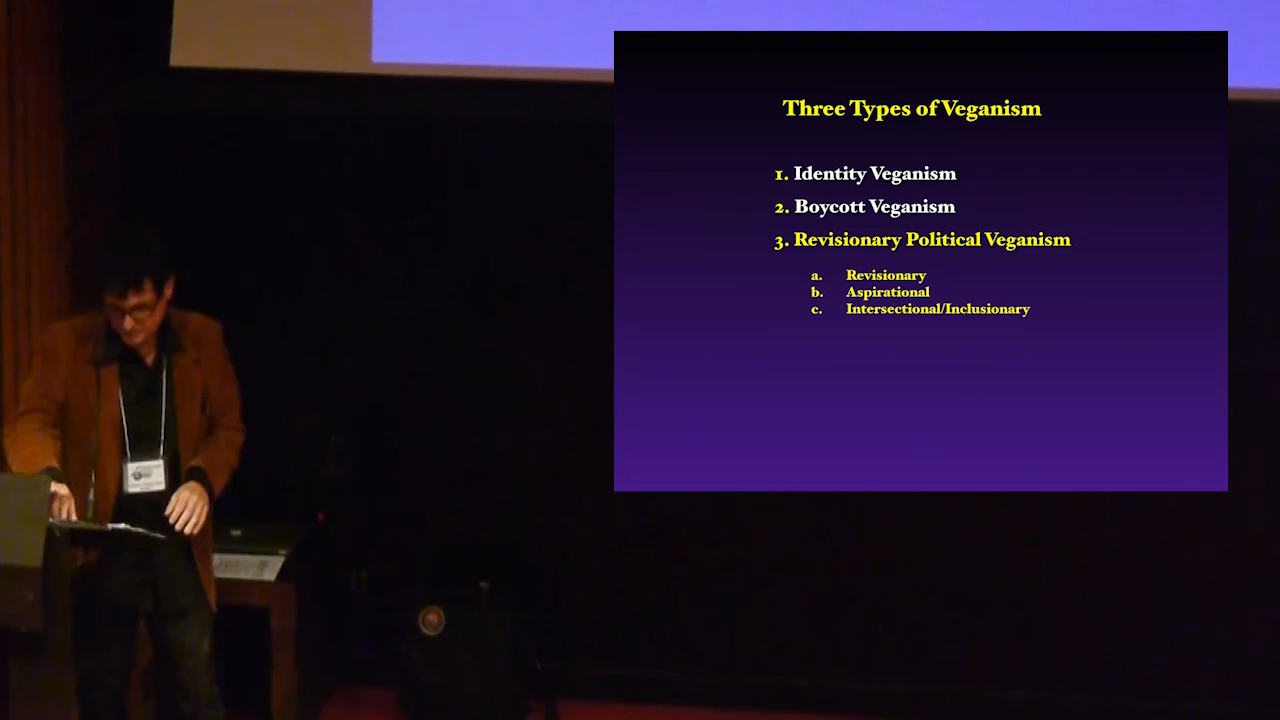 Three Types of Veganism
1. Identity Veganism
2. Boycott Veganism
3. Revisionary Political Veganism
a. Revisionary
b. Aspirational
c. Intersectional/Inclusionary